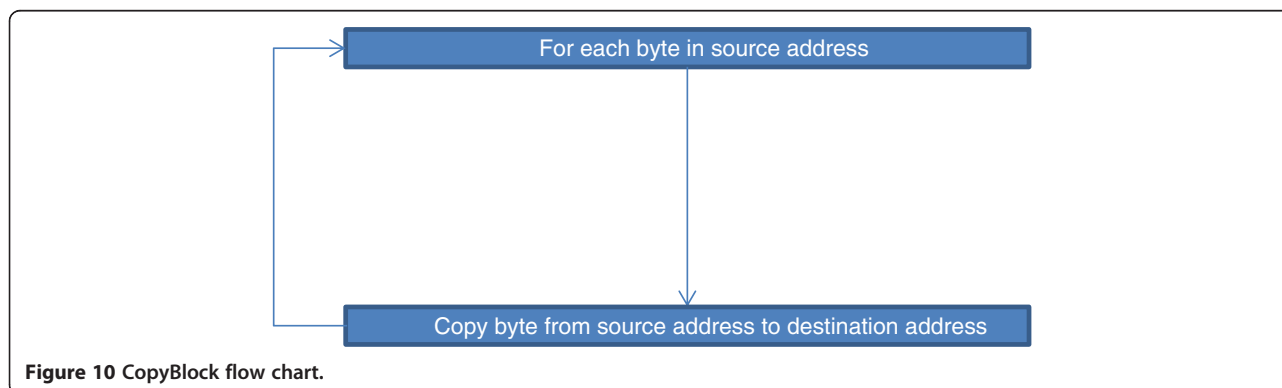 For each byte in source address
Copy byte from source address to destination address
Figure 10 CopyBlock flow chart.